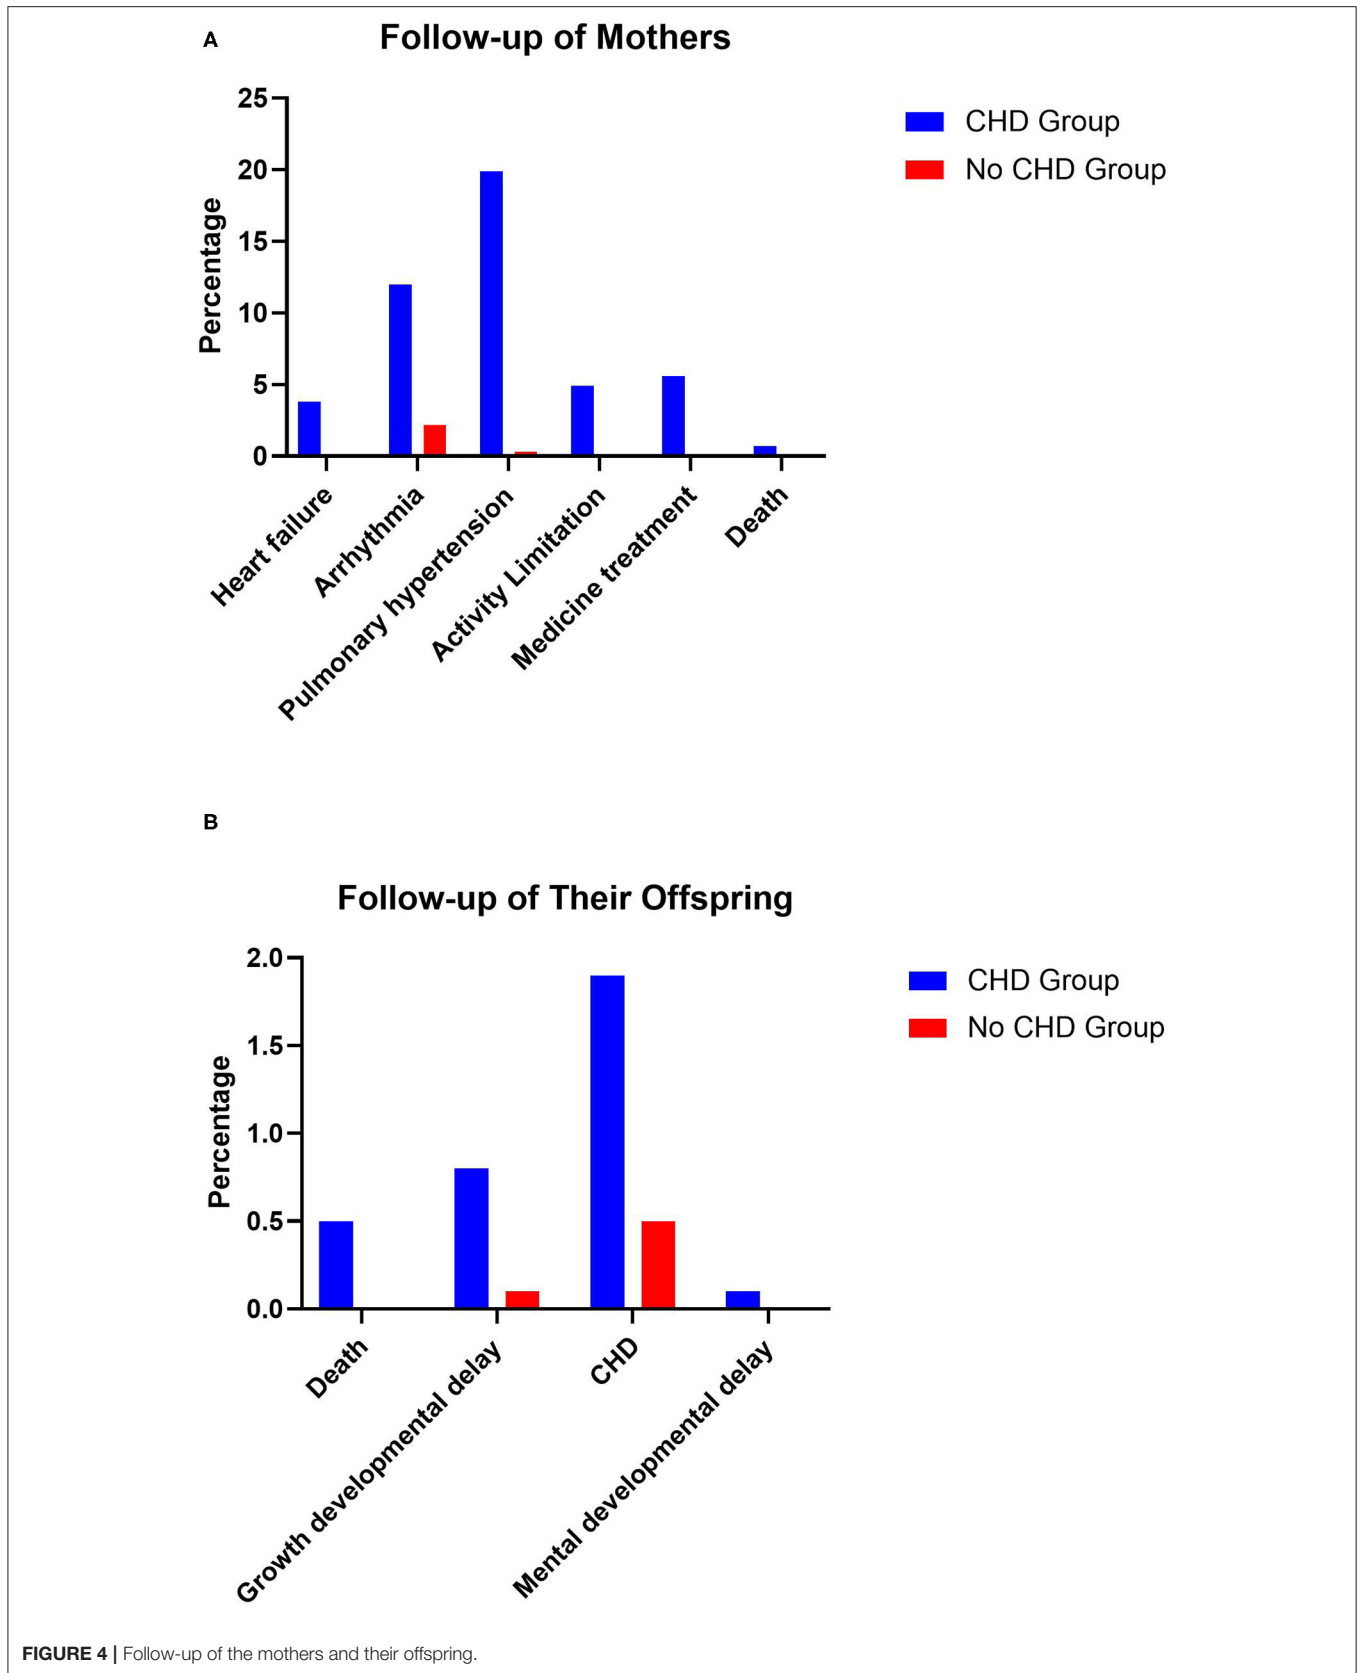 A
Follow-up of Mothers
25
20
15
10
5
0
Percentage
CHD Group
No CHD Group
Heart failure
Arrhythmia
Pulmonary hypertension
Activity Limitation
Medicine treatment
Death
B
Follow-up of Their Offspring
2.0
1.5
1.0
0.5
0.0
Percentage
CHD Group
No CHD Group
Death
Growth developmental delay
CHD
Mental developmental delay
FIGURE 4 | Follow-up of the mothers and their offspring.